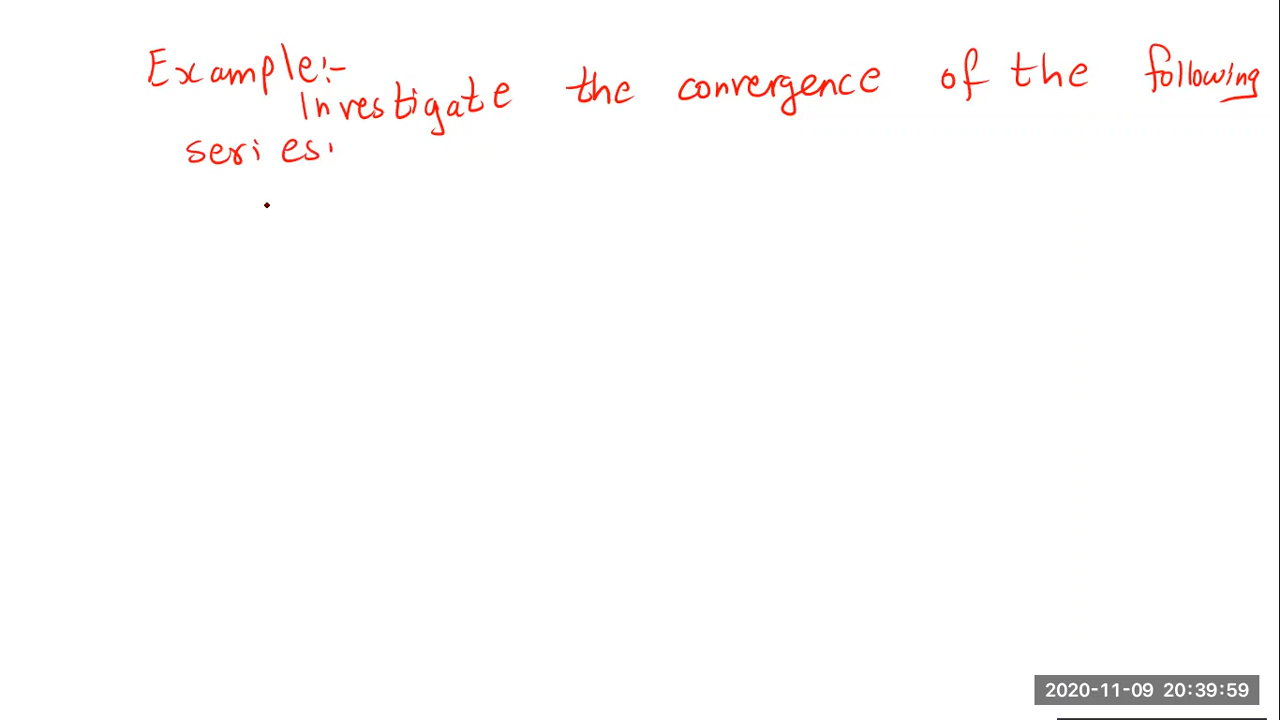 Example:-
Investigate the convergence of the following
series.
2020-11-09 20:39:59